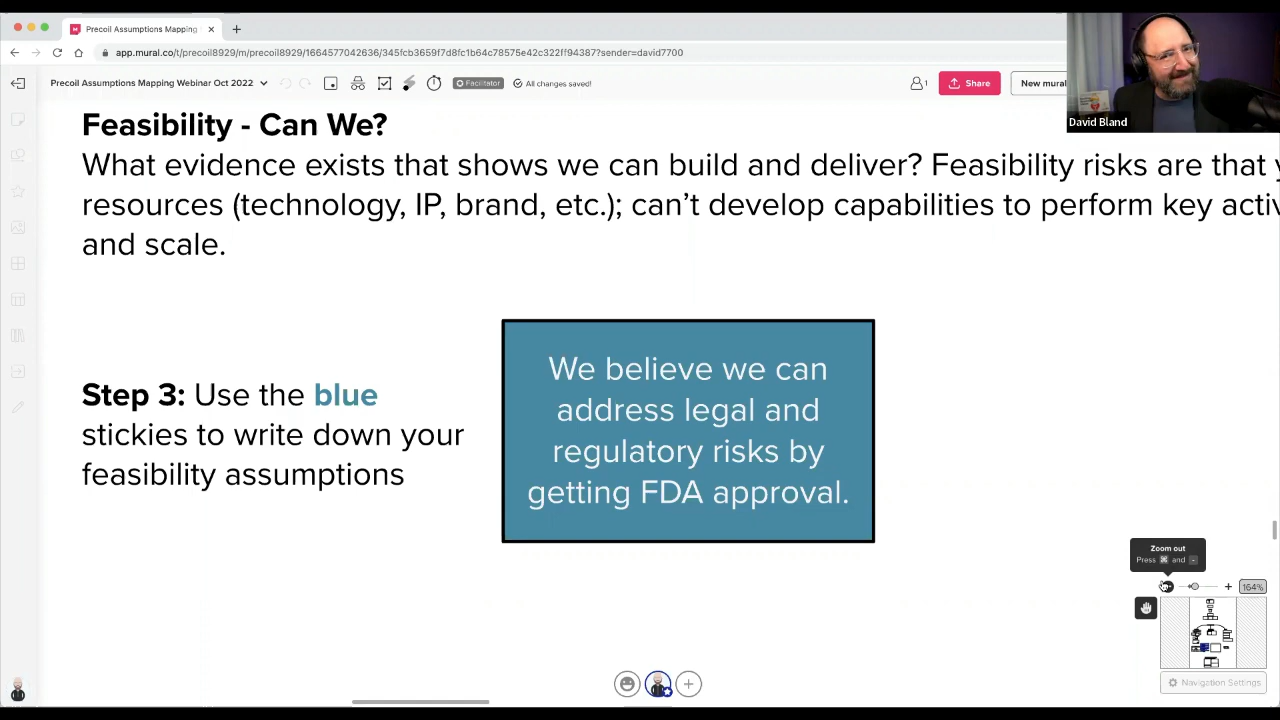 Precoil Assumptions Mapping
app.mural.co/t/precoil8929/m/precoil8929/1664577042636/345fcb3659f7d8fc1b64c78575e42c322ff94387?sender=david7700
Precoil Assumptions Mapping Webinar Oct 2022
Facilitator
All changes saved!
1
Share
New mural
David Bland
Feasibility - Can We?
What evidence exists that shows we can build and deliver? Feasibility risks are that
resources (technology, IP, brand, etc.); can't develop capabilities to perform key activ
and scale.
Step 3: Use the blue
stickies to write down your
feasibility assumptions
We believe we can
address legal and
regulatory risks by
getting FDA approval.
Zoom out
Press ⌘ and -
164%
Navigation Settings